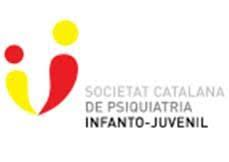 SOCIETAT CATALANA
DE PSIQUIATRIA
INFANTO-JUVENIL